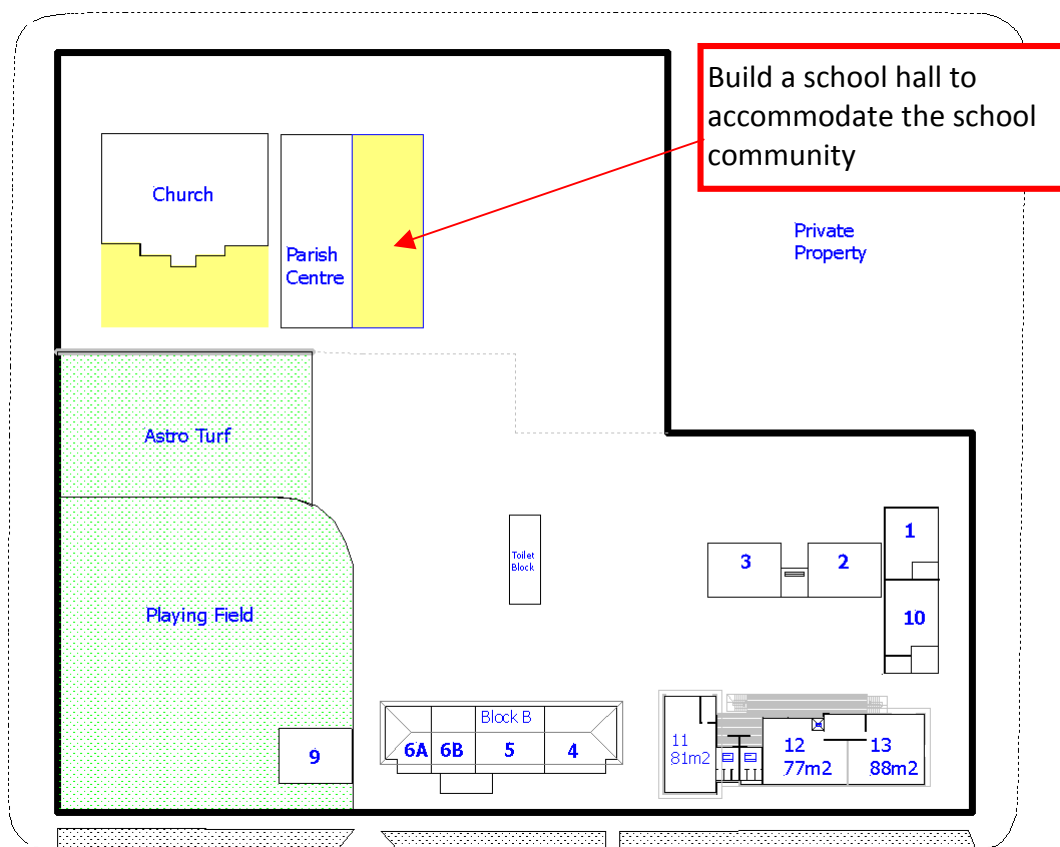 Build a school hall to
accommodate the school
community
Church
Parish
Centre
Private
Property
Astro Turf
Toilet
Block
1
3
2
Playing Field
10
Block B
6A
6B
5
4
9
11
81m2
12
77m2
13
88m2